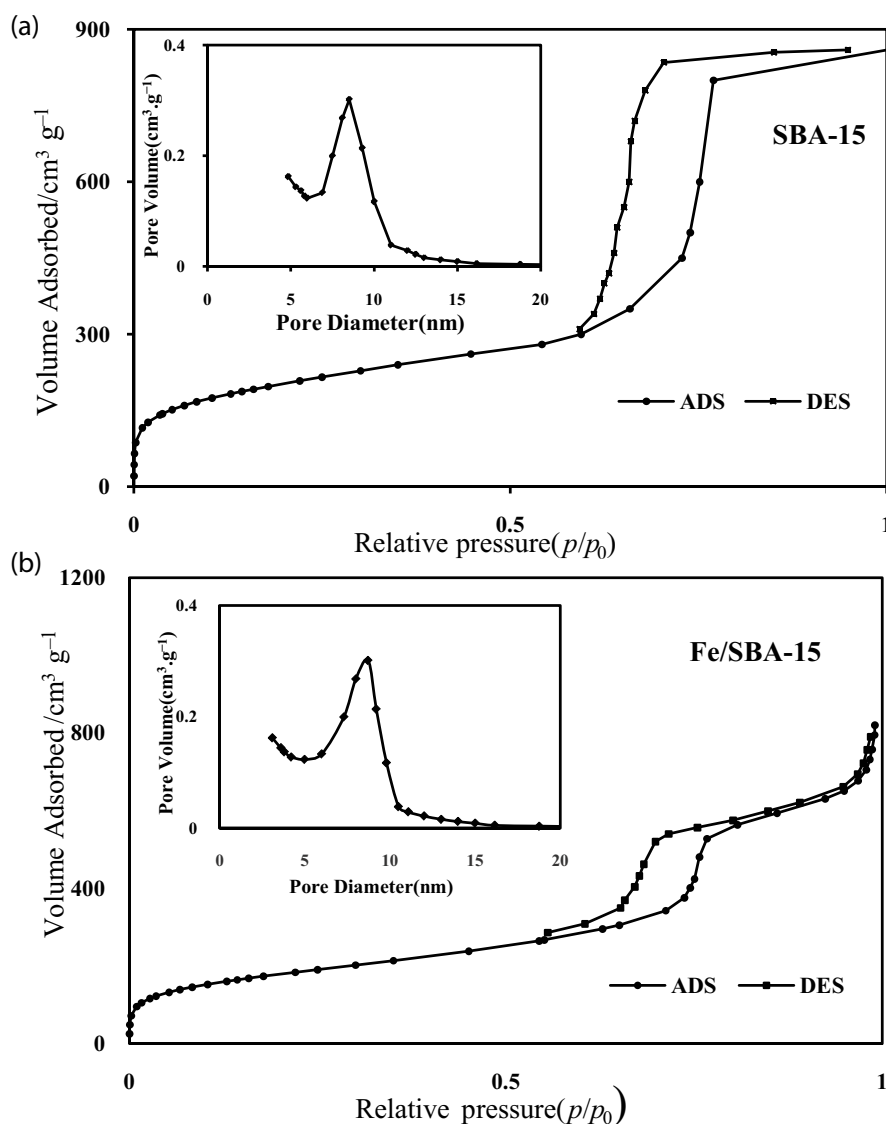 (a)
900
600
300
0
Volume Adsorbed/cm³ g⁻¹
0.4
0.2
0
Pore Volume(cm³.g⁻¹)
0 5 10 15 20
Pore Diameter(nm)
SBA-15
ADS DES
0 0.5 1
Relative pressure(p/p₀)
(b)
1200
800
400
0
Volume Adsorbed /cm³ g⁻¹
0.4
0.2
0
Pore Volume(cm³.g⁻¹)
0 5 10 15 20
Pore Diameter(nm)
Fe/SBA-15
ADS DES
0 0.5 1
Relative pressure(p/p₀)